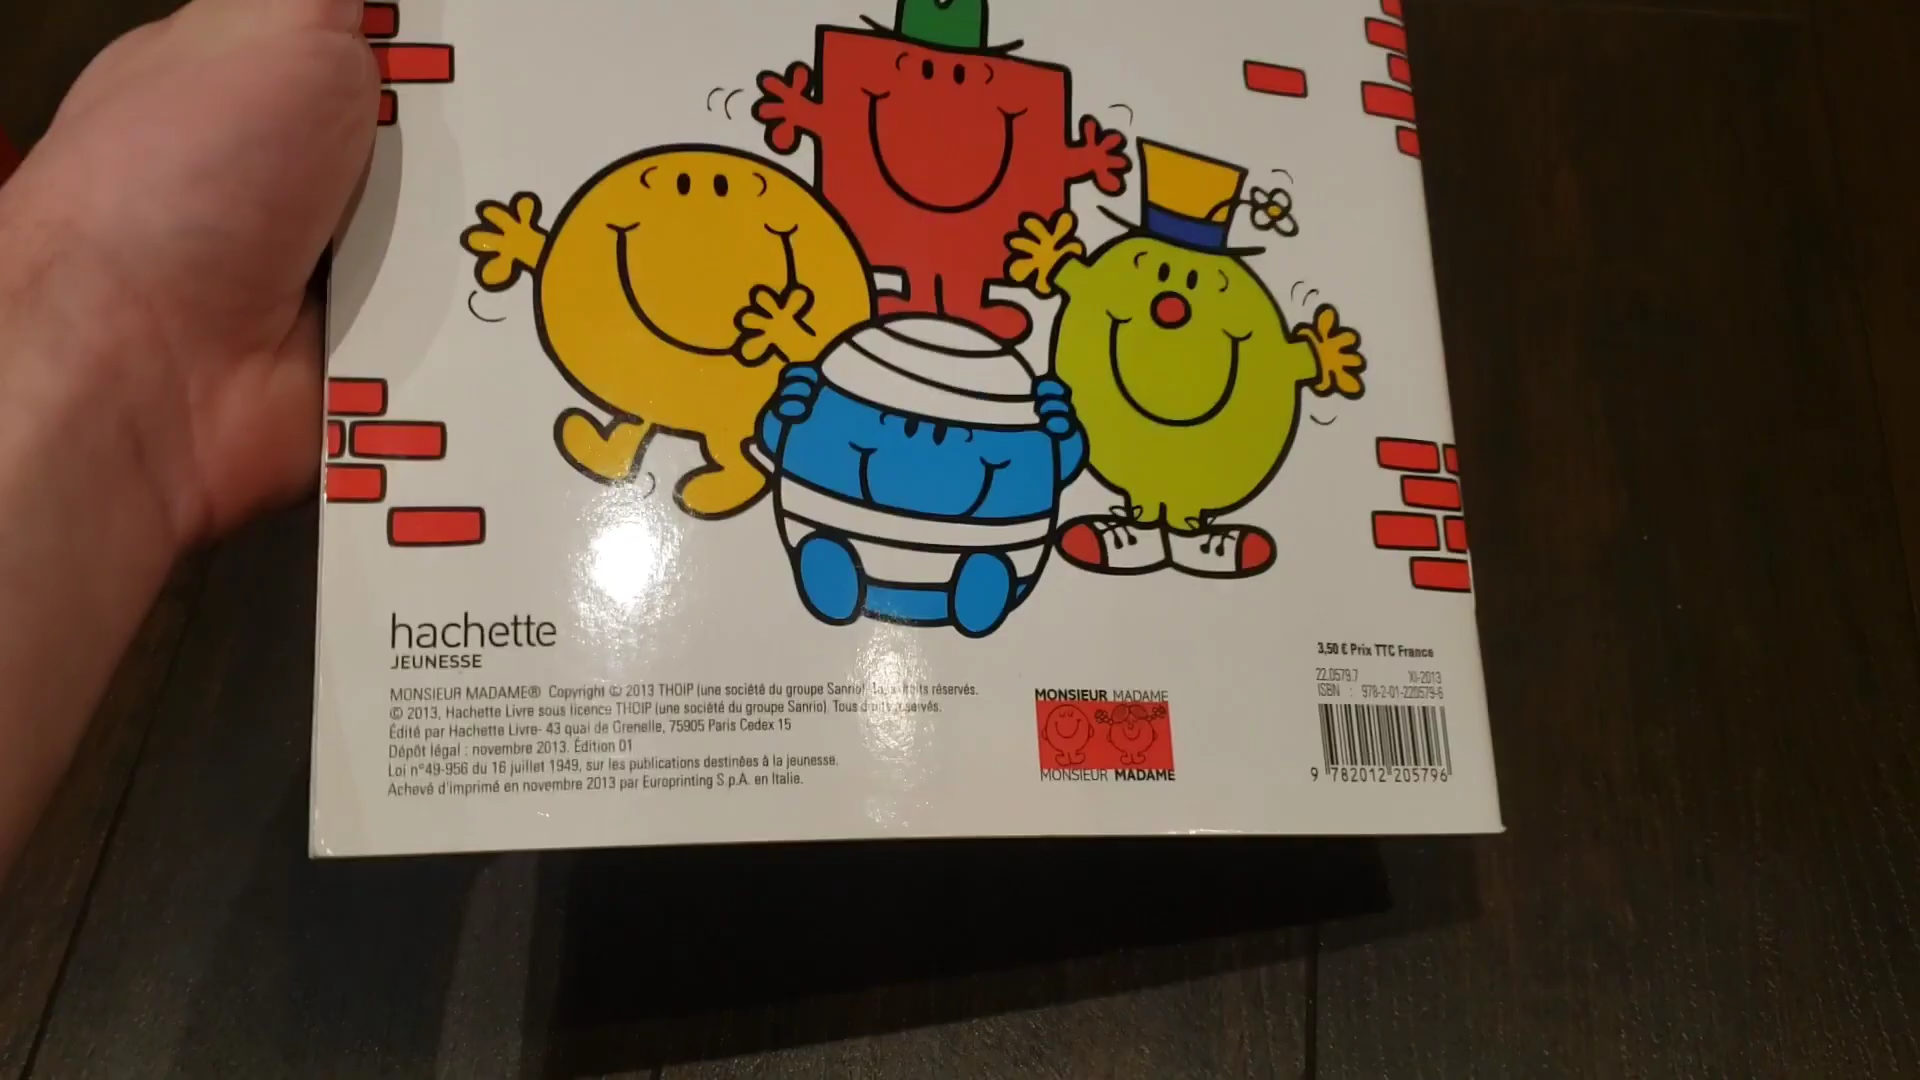 hachette
JEUNESSE
MONSIEUR MADAME® Copyright © 2013 THOIP (une société du groupe Sanrio). Tous droits réservés.
© 2013, Hachette Livre sous licence THOIP (une société du groupe Sanrio). Tous droits réservés.
Édité par Hachette Livre- 43 quai de Grenelle, 75905 Paris Cedex 15
Dépôt légal : novembre 2013. Édition 01
Loi n°49-956 du 16 juillet 1949, sur les publications destinées à la jeunesse.
Achevé d'imprimé en novembre 2013 par Europrinting S.p.A. en Italie.
MONSIEUR MADAME
MONSIEUR MADAME
3,50 € Prix TTC France
22.0579.7 XI-2013
ISBN : 978-2-01-220579-6
9 782012 205796